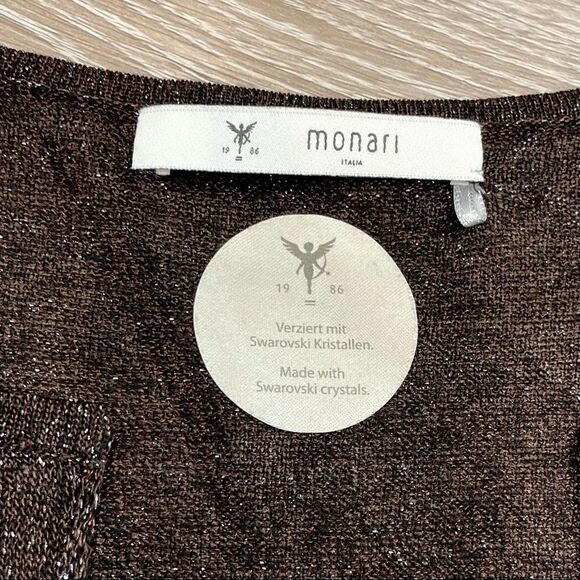 monari
19 86
ITALIA
19 86
Verziert mit
Swarovski Kristallen.
Made with
Swarovski crystals.